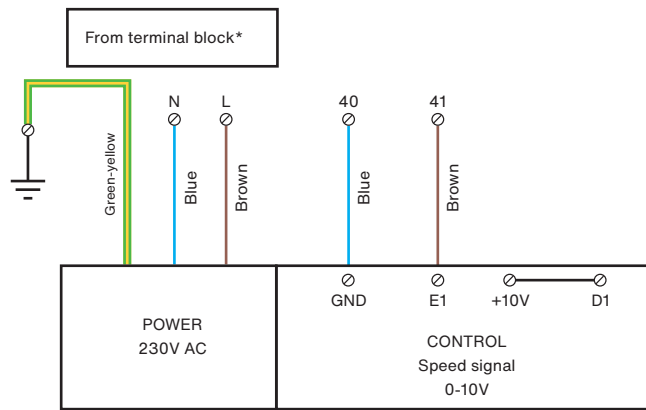 From terminal block*
N L 40 41
Green-yellow
Blue
Brown
Blue
Brown
GND E1 +10V D1
POWER
230V AC
CONTROL
Speed signal
0-10V